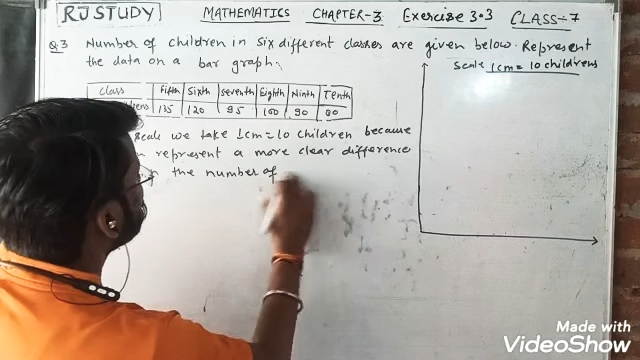 RJ STUDY MATHEMATICS CHAPTER-3 Exercise 3.3 CLASS-7
Q.3 Number of children in six different classes are given below. Represent
the data on a bar graph.
Scale 1cm = 10 childrens
Class Fifth Sixth Seventh Eighth Ninth Tenth
135 120 95 100 90 80
scale we take 1cm = 10 children because
represent a more clear difference
the number of
Made with
VideoShow